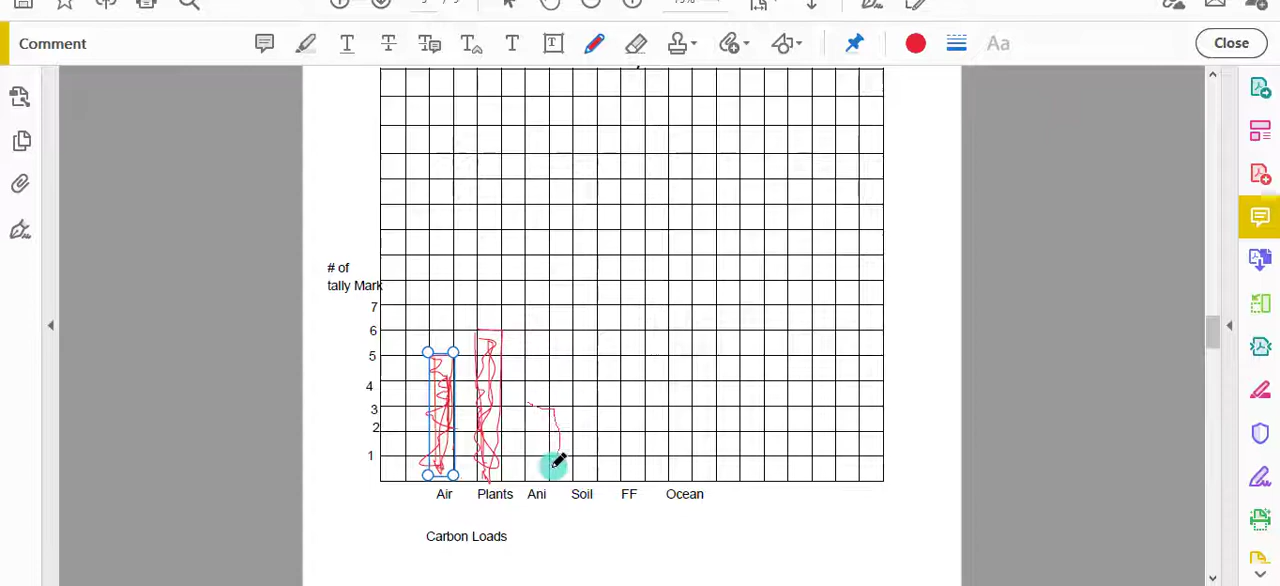 Comment
Close
# of
tally Mark
7
6
5
4
3
2
1
Air Plants Ani Soil FF Ocean
Carbon Loads